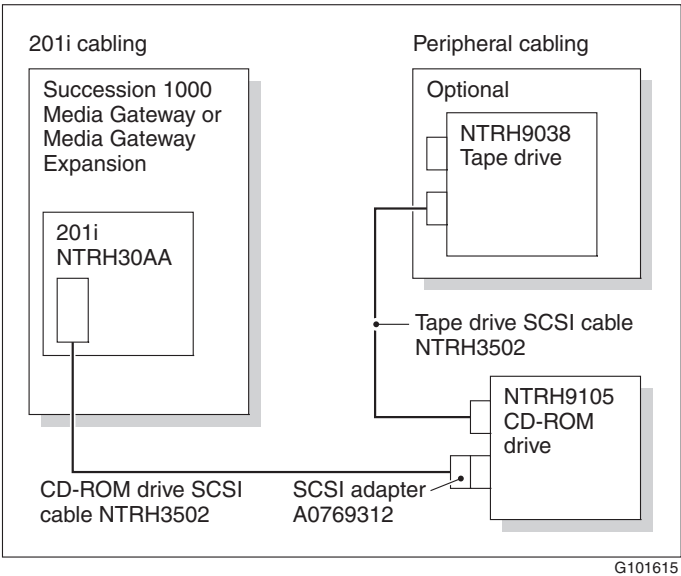 201i cabling
Succession 1000
Media Gateway or
Media Gateway
Expansion
201i
NTRH30AA
Peripheral cabling
Optional
NTRH9038
Tape drive
Tape drive SCSI cable
NTRH3502
NTRH9105
CD-ROM
drive
CD-ROM drive SCSI
cable NTRH3502
SCSI adapter
A0769312
G101615